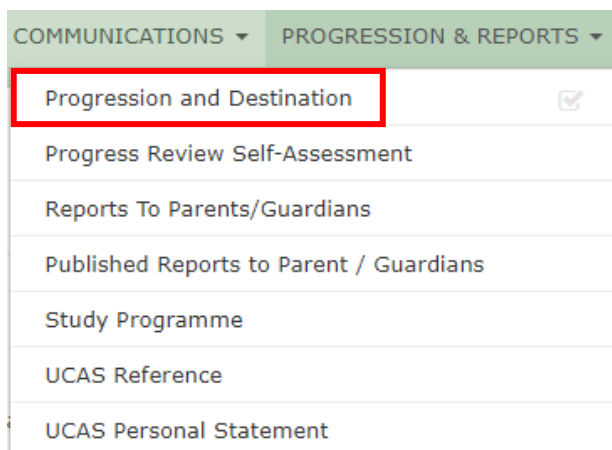 COMMUNICATIONS PROGRESSION & REPORTS
Progression and Destination
Progress Review Self-Assessment
Reports To Parents/Guardians
Published Reports to Parent / Guardians
Study Programme
UCAS Reference
UCAS Personal Statement